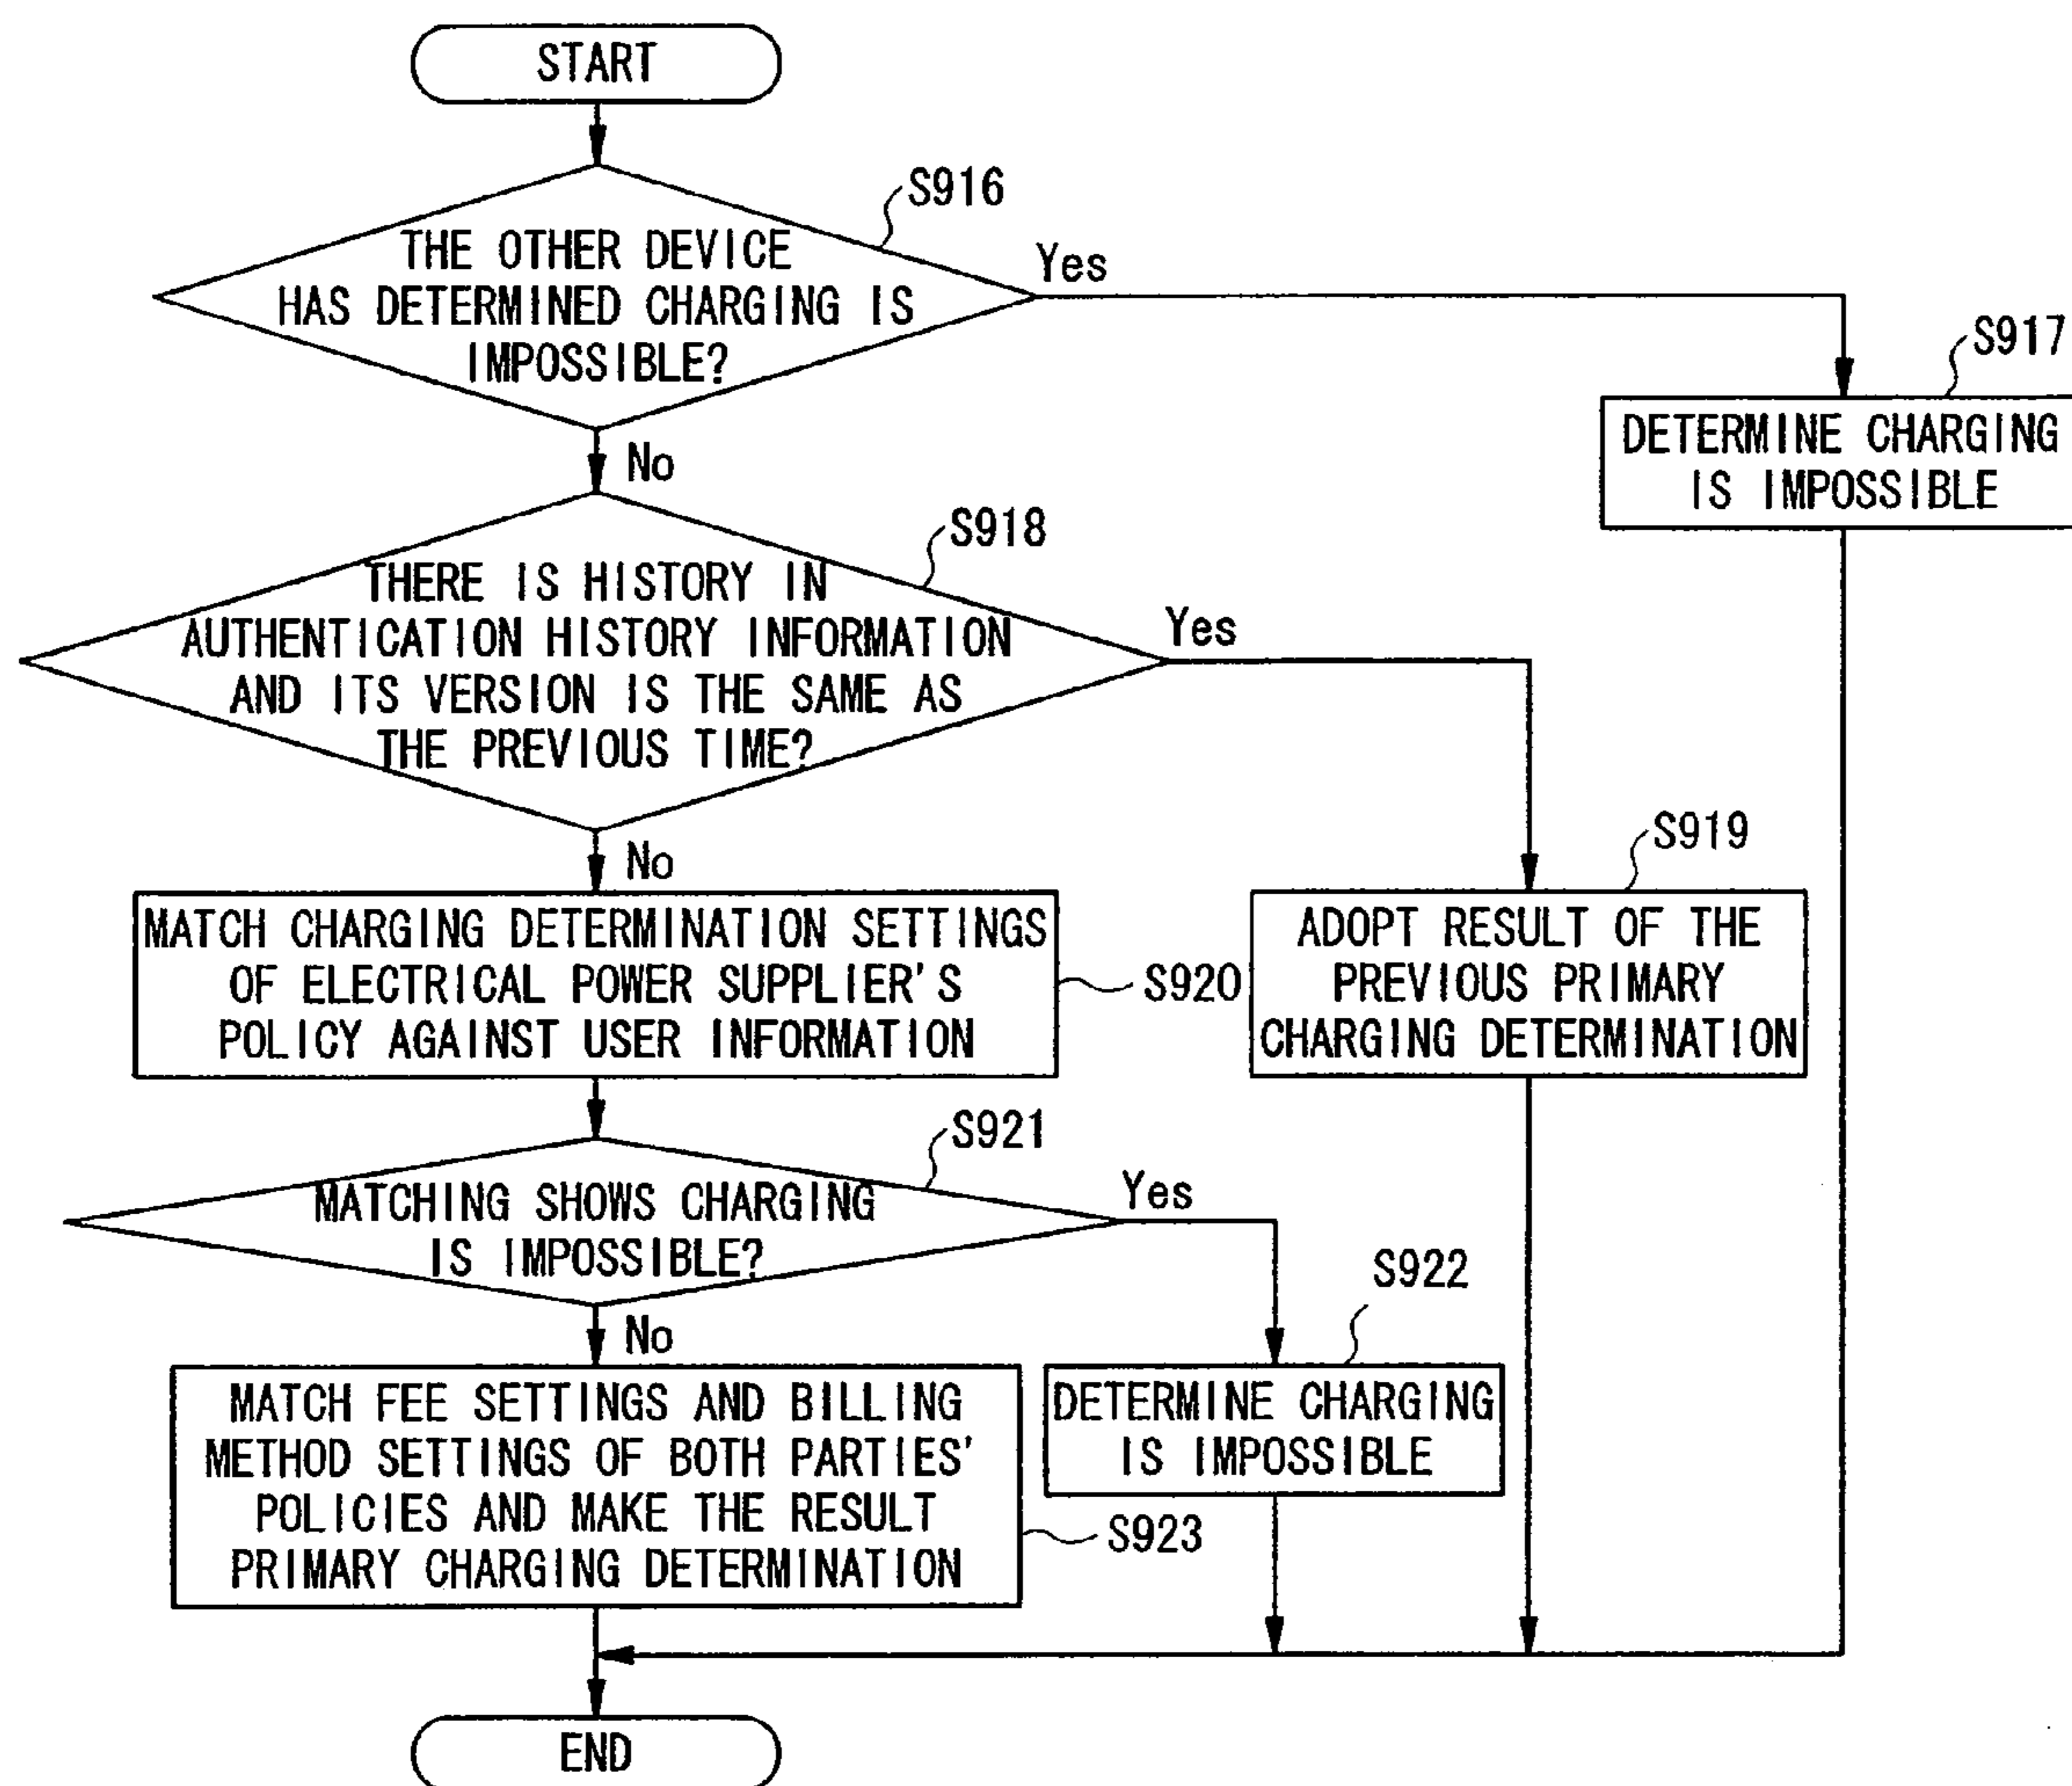 START
S916
THE OTHER DEVICE
HAS DETERMINED CHARGING IS
IMPOSSIBLE?
Yes
S917
DETERMINE CHARGING
IS IMPOSSIBLE
No
S918
THERE IS HISTORY IN
AUTHENTICATION HISTORY INFORMATION
AND ITS VERSION IS THE SAME AS
THE PREVIOUS TIME?
Yes
S919
ADOPT RESULT OF THE
PREVIOUS PRIMARY
CHARGING DETERMINATION
No
MATCH CHARGING DETERMINATION SETTINGS
OF ELECTRICAL POWER SUPPLIER'S
POLICY AGAINST USER INFORMATION
S920
S921
MATCHING SHOWS CHARGING
IS IMPOSSIBLE?
Yes
S922
DETERMINE CHARGING
IS IMPOSSIBLE
No
MATCH FEE SETTINGS AND BILLING
METHOD SETTINGS OF BOTH PARTIES'
POLICIES AND MAKE THE RESULT
PRIMARY CHARGING DETERMINATION
S923
END